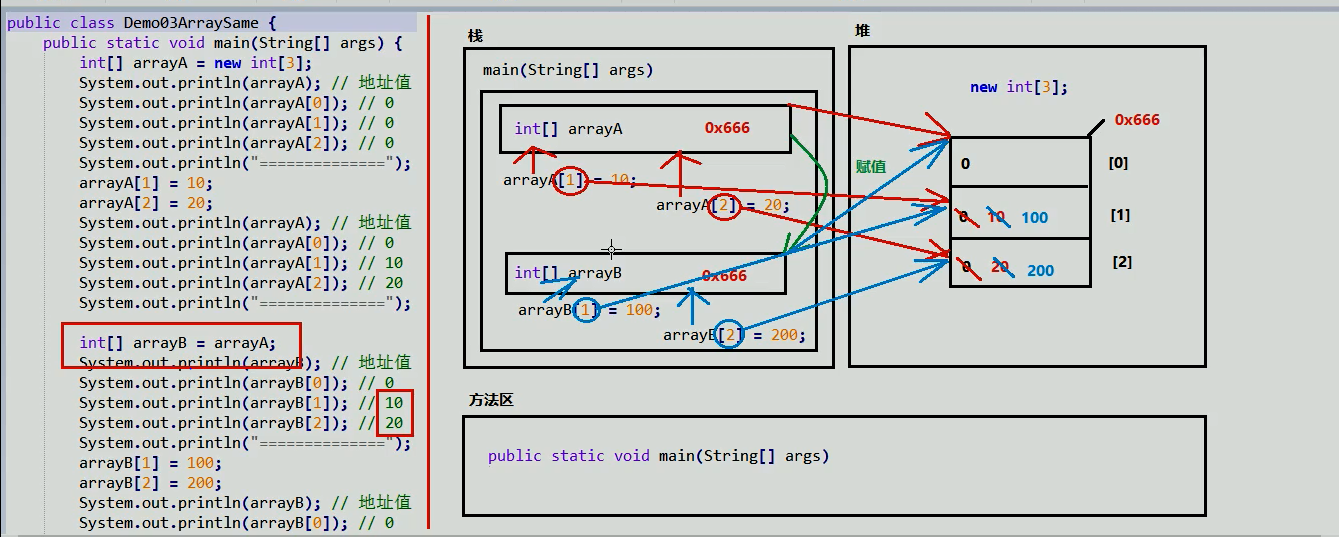 public class Demo03ArraySame {
public static void main(String[] args) {
int[] arrayA = new int[3];
System.out.println(arrayA); // 地址值
System.out.println(arrayA[0]); // 0
System.out.println(arrayA[1]); // 0
System.out.println(arrayA[2]); // 0
System.out.println("==============");
arrayA[1] = 10;
arrayA[2] = 20;
System.out.println(arrayA); // 地址值
System.out.println(arrayA[0]); // 0
System.out.println(arrayA[1]); // 10
System.out.println(arrayA[2]); // 20
System.out.println("==============");
int[] arrayB = arrayA;
System.out.println(arrayB); // 地址值
System.out.println(arrayB[0]); // 0
System.out.println(arrayB[1]); // 10
System.out.println(arrayB[2]); // 20
System.out.println("==============");
arrayB[1] = 100;
arrayB[2] = 200;
System.out.println(arrayB); // 地址值
System.out.println(arrayB[0]); // 0
栈
main(String[] args)
int[] arrayA 0x666
arrayA[1] = 10;
arrayA[2] = 20;
int[] arrayB 0x666
arrayB[1] = 100;
arrayB[2] = 200;
赋值
堆
new int[3];
0x666
0 [0]
0 10 100 [1]
0 20 200 [2]
方法区
public static void main(String[] args)